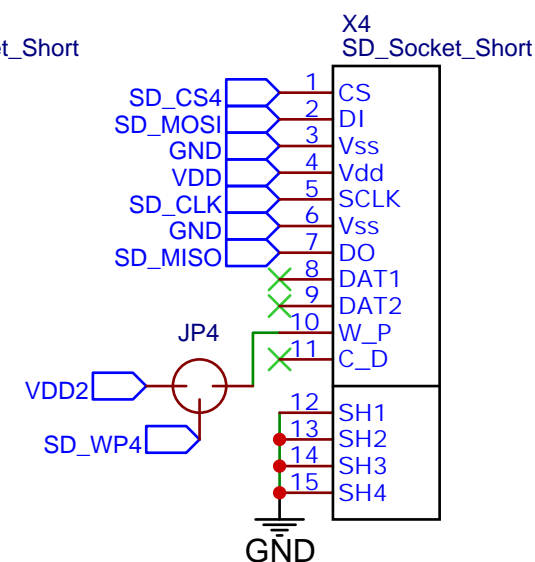 X4
et_Short
SD_Socket_Short
SD_CS4 1 CS
SD_MOSI 2 DI
GND 3 Vss
VDD 4 Vdd
SD_CLK 5 SCLK
GND 6 Vss
SD_MISO 7 DO
8 DAT1
9 DAT2
10 W_P
JP4
11 C_D
VDD2
12 SH1
SD_WP4 13 SH2
14 SH3
15 SH4
GND